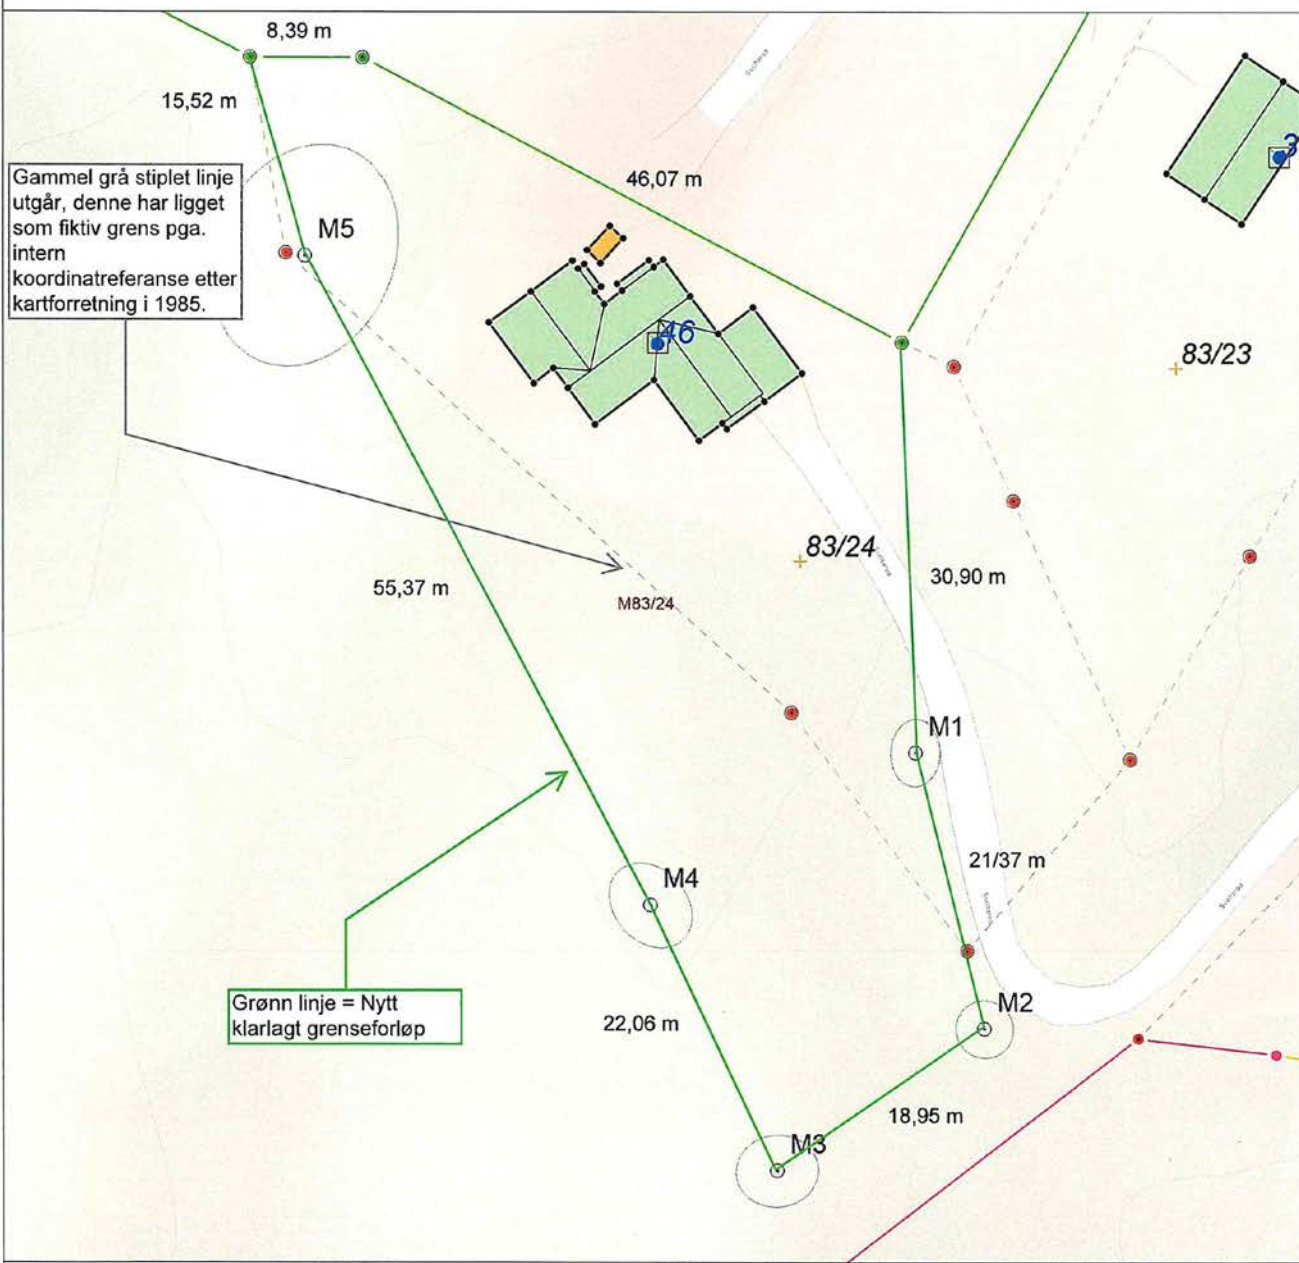 8,39 m
15,52 m
Gammel grå stiplet linje
utgår, denne har ligget
som fiktiv grens pga.
intern
koordinatreferanse etter
kartforretning i 1985.
M5
46,07 m
46
3
83/23
83/24
55,37 m
M83/24
30,90 m
M1
21/37 m
M4
Grønn linje = Nytt
klarlagt grenseforløp
22,06 m
M2
18,95 m
M3